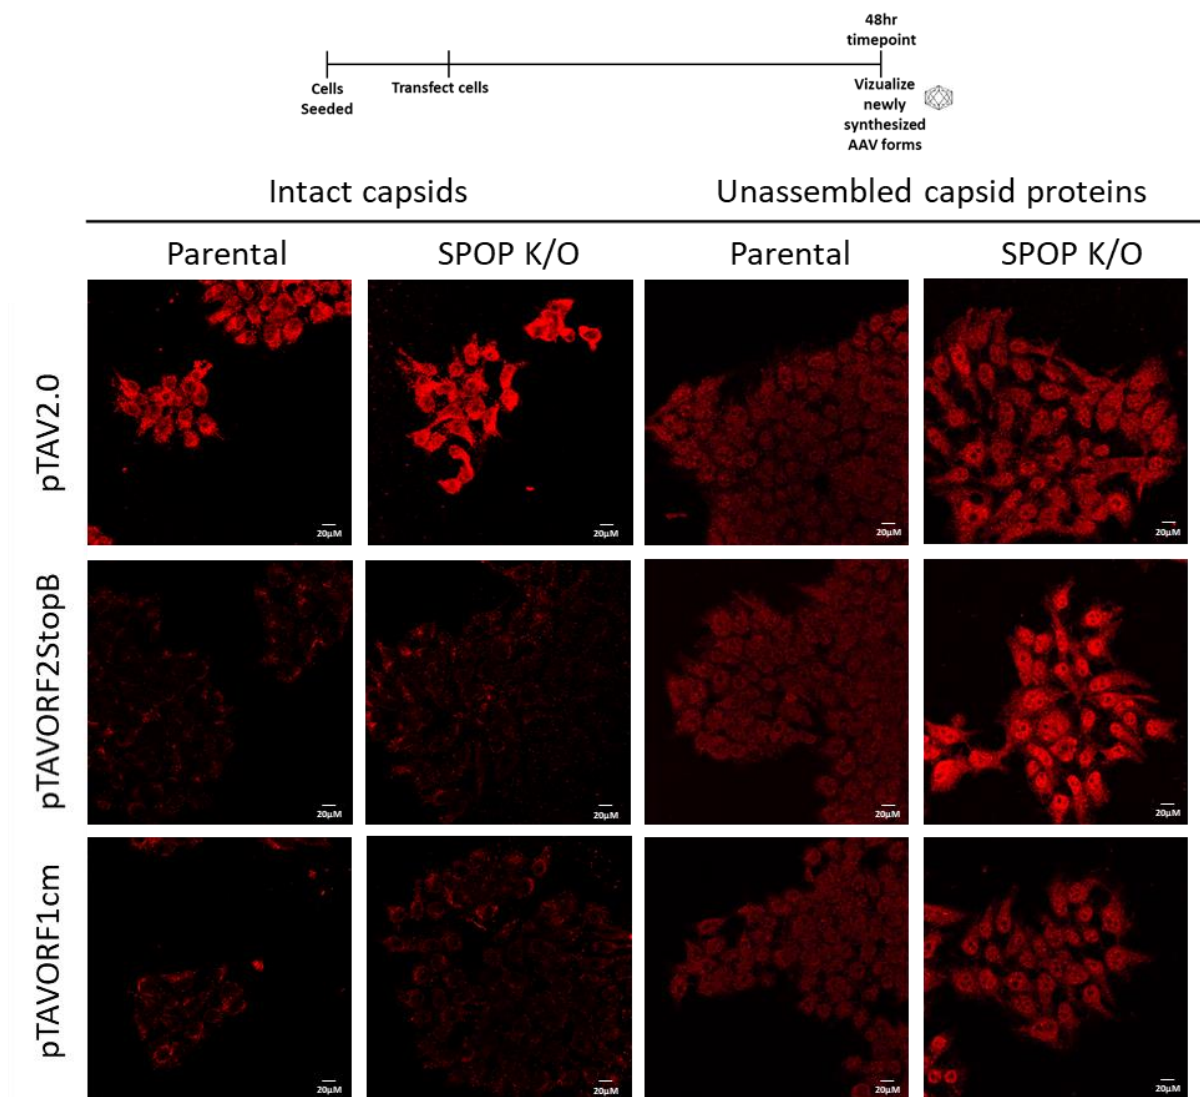 48hr
timepoint
Cells
Seeded
Transfect cells
Vizualize
newly
synthesized
AAV forms
Intact capsids
Unassembled capsid proteins
Parental
SPOP K/O
Parental
SPOP K/O
pTAV2.0
20µM
20µM
20µM
20µM
pTAVORF2StopB
20µM
20µM
20µM
20µM
pTAVORF1cm
20µM
20µM
20µM
20µM